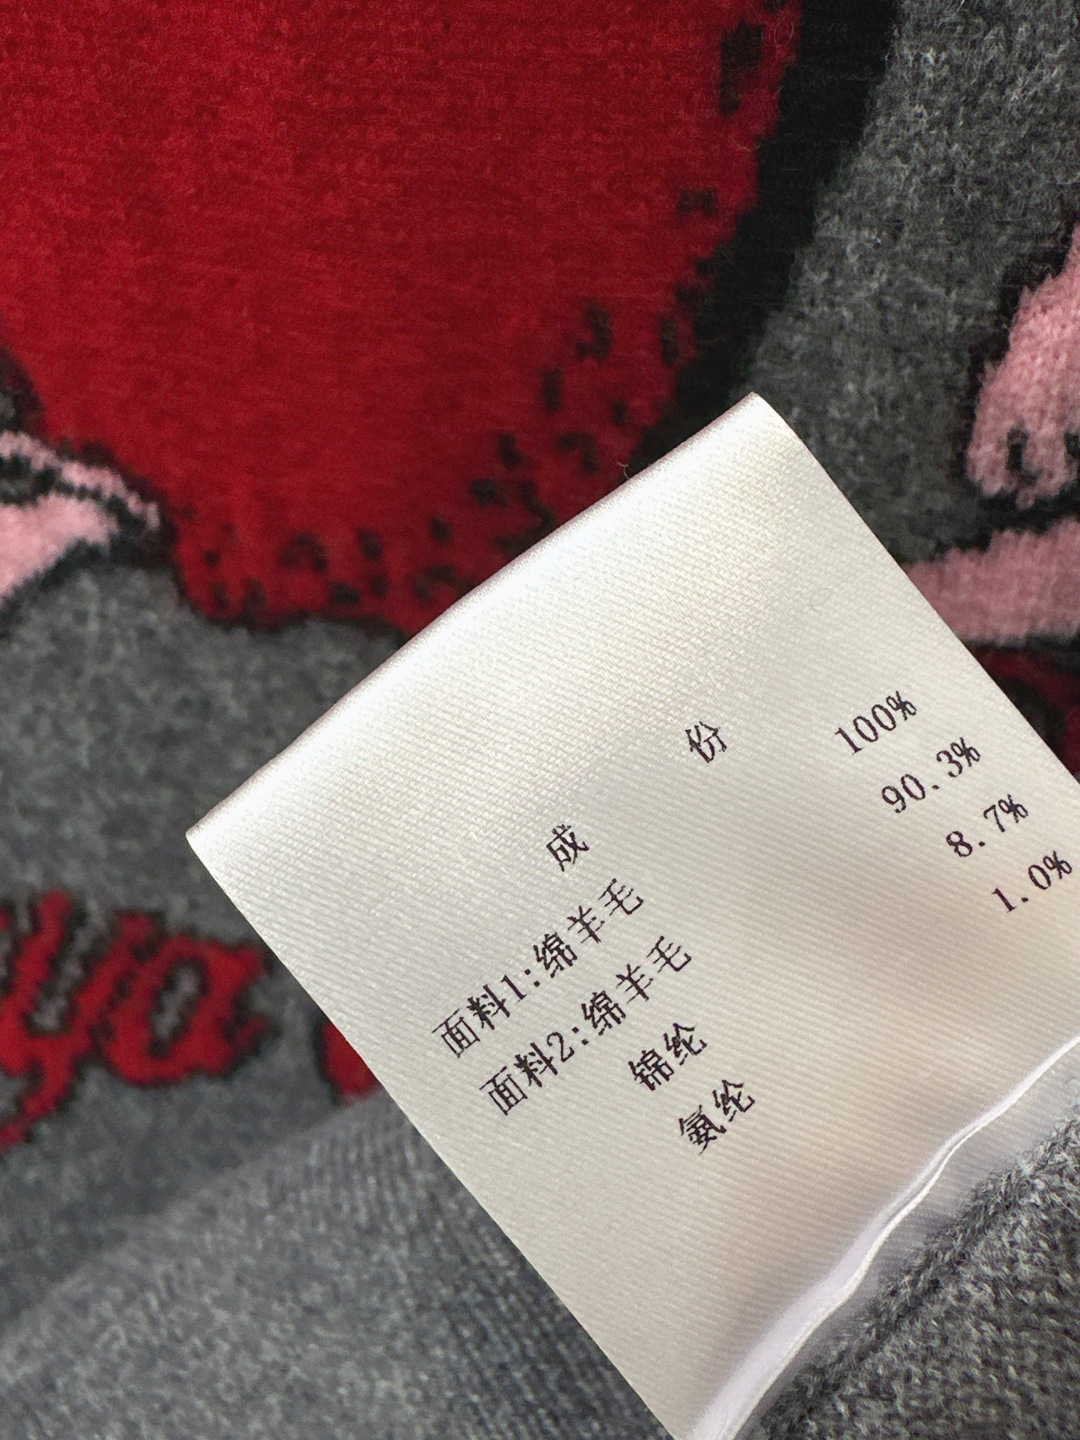 成 份
面料1:绵羊毛 100%
面料2:绵羊毛 90.3%
锦纶 8.7%
氨纶 1.0%